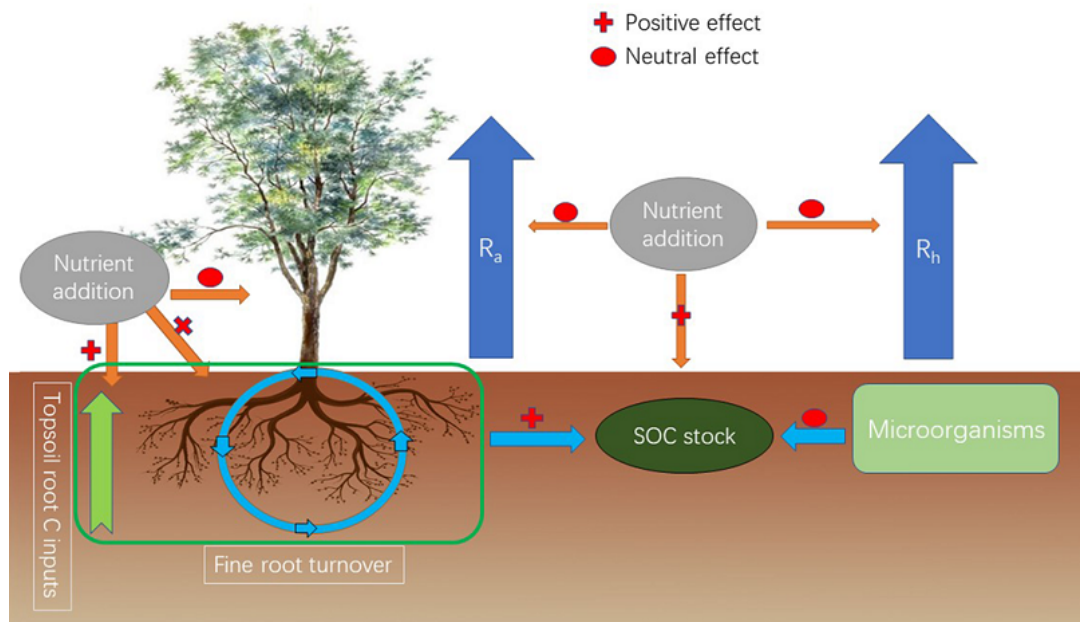 Positive effect
Neutral effect
Nutrient
addition
Nutrient
addition
Ra
Rh
Topsoil root C inputs
SOC stock
Microorganisms
Fine root turnover